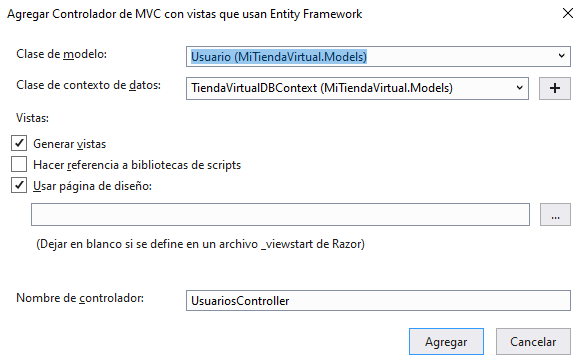 Agregar Controlador de MVC con vistas que usan Entity Framework
Clase de modelo: Usuario (MiTiendaVirtual.Models)
Clase de contexto de datos: TiendaVirtualDBContext (MiTiendaVirtual.Models) +
Vistas:
Generar vistas
Hacer referencia a bibliotecas de scripts
Usar página de diseño:
...
(Dejar en blanco si se define en un archivo _viewstart de Razor)
Nombre de controlador: UsuariosController
Agregar Cancelar